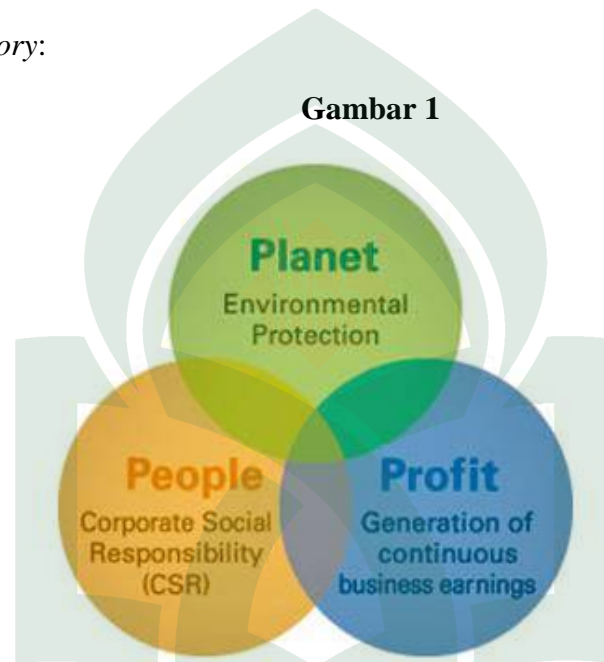 ory:
Gambar 1
Planet
Environmental
Protection
People
Corporate Social
Responsibility
(CSR)
Profit
Generation of
continuous
business earnings